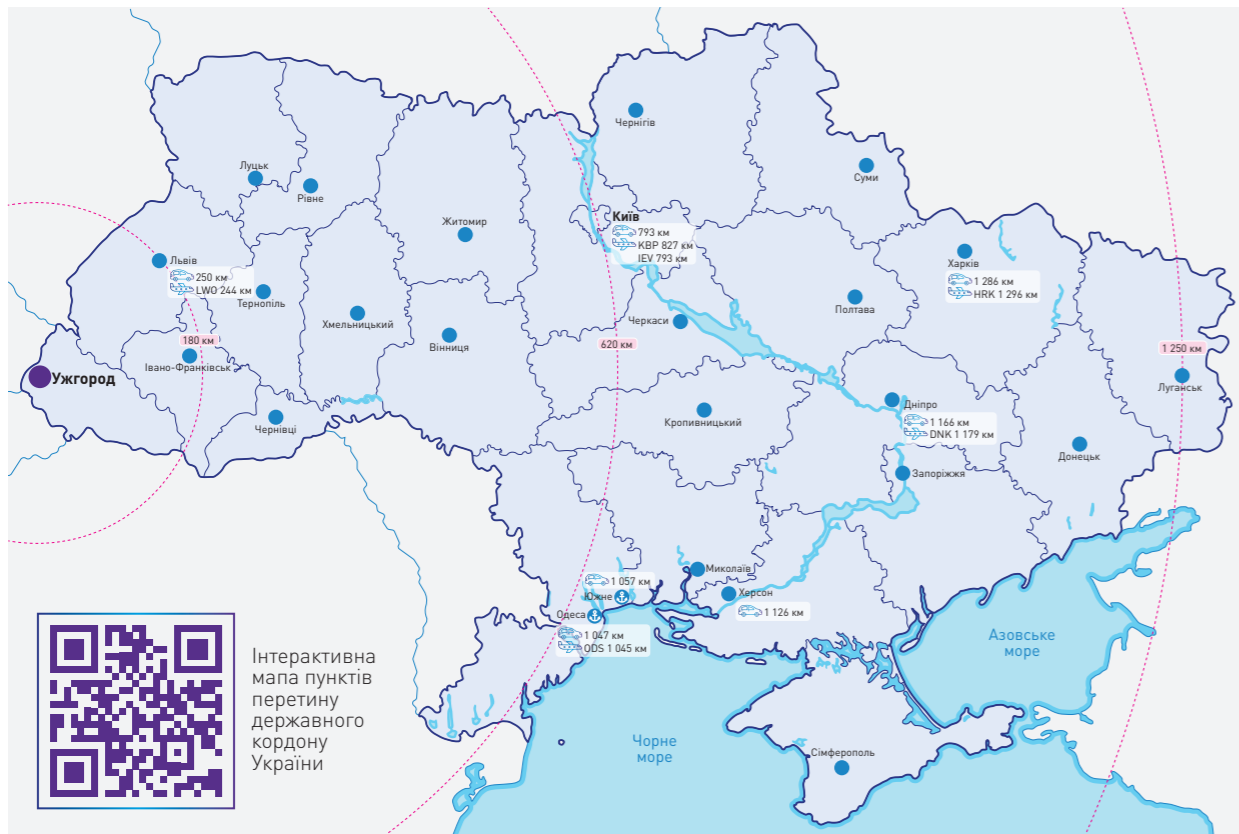 Чернігів
Луцьк
Рівне
Суми
Житомир
Київ
793 км
KBP 827 км
IEV 793 км
Львів
250 км
LWO 244 км
Тернопіль
Хмельницький
Вінниця
Черкаси
Полтава
Харків
1 286 км
HRK 1 296 км
180 км
620 км
1 250 км
Івано-Франківськ
Ужгород
Луганськ
Чернівці
Кропивницький
Дніпро
1 166 км
DNK 1 179 км
Донецьк
Запоріжжя
Миколаїв
1 057 км
Южне
Херсон
1 126 км
Одеса
1 047 км
ODS 1 045 км
Азовське
море
Чорне
море
Сімферополь
Інтерактивна
мапа пунктів
перетину
державного
кордону
України